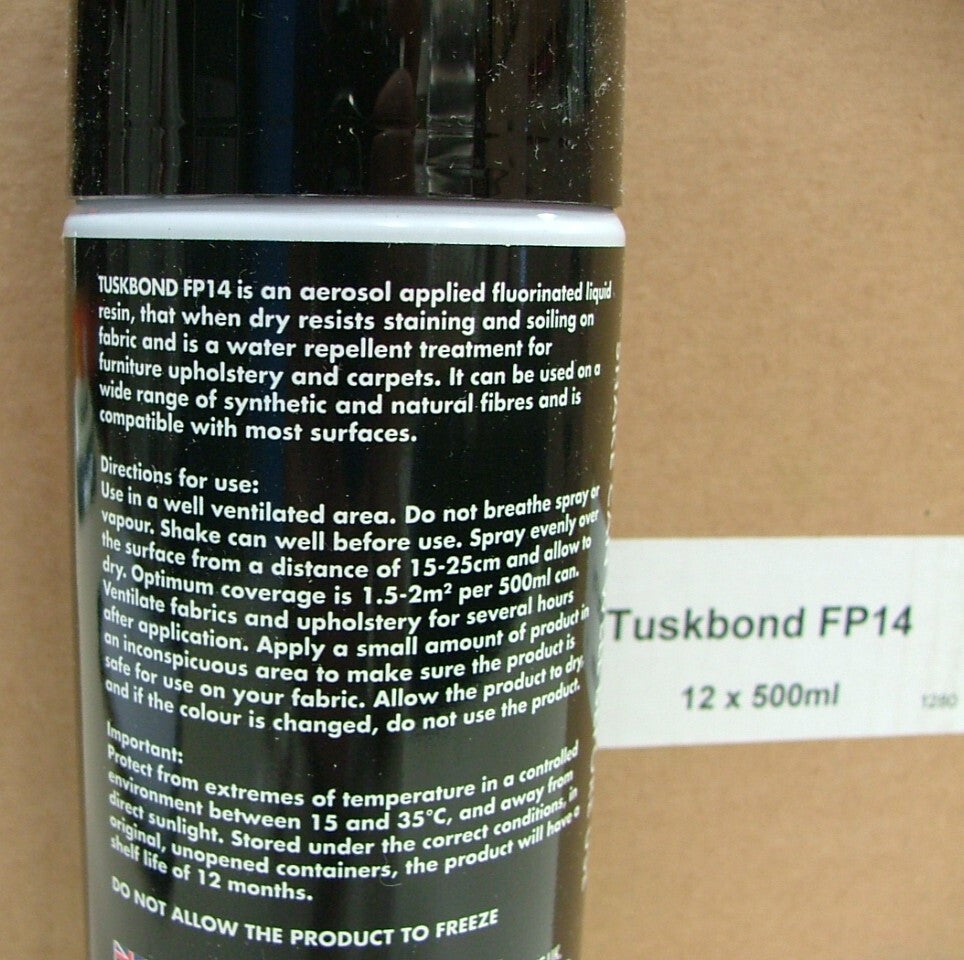 TUSKBOND FP14 is an aerosol applied fluorinated liquid
resin, that when dry resists staining and soiling on
fabric and is a water repellent treatment for
furniture upholstery and carpets. It can be used on a
wide range of synthetic and natural fibres and is
compatible with most surfaces.
Directions for use:
Use in a well ventilated area. Do not breathe spray or
vapour. Shake can well before use. Spray evenly over
the surface from a distance of 15-25cm and allow to
dry. Optimum coverage is 1.5-2m² per 500ml can.
Ventilate fabrics and upholstery for several hours
after application. Apply a small amount of product in
an inconspicuous area to make sure the product is
safe for use on your fabric. Allow the product to dry,
and if the colour is changed, do not use the product.
Important:
Protect from extremes of temperature in a controlled
environment between 15 and 35°C, and away from
direct sunlight. Stored under the correct conditions, in
original, unopened containers, the product will have a
shelf life of 12 months.
DO NOT ALLOW THE PRODUCT TO FREEZE
Tuskbond FP14
12 x 500ml
1280